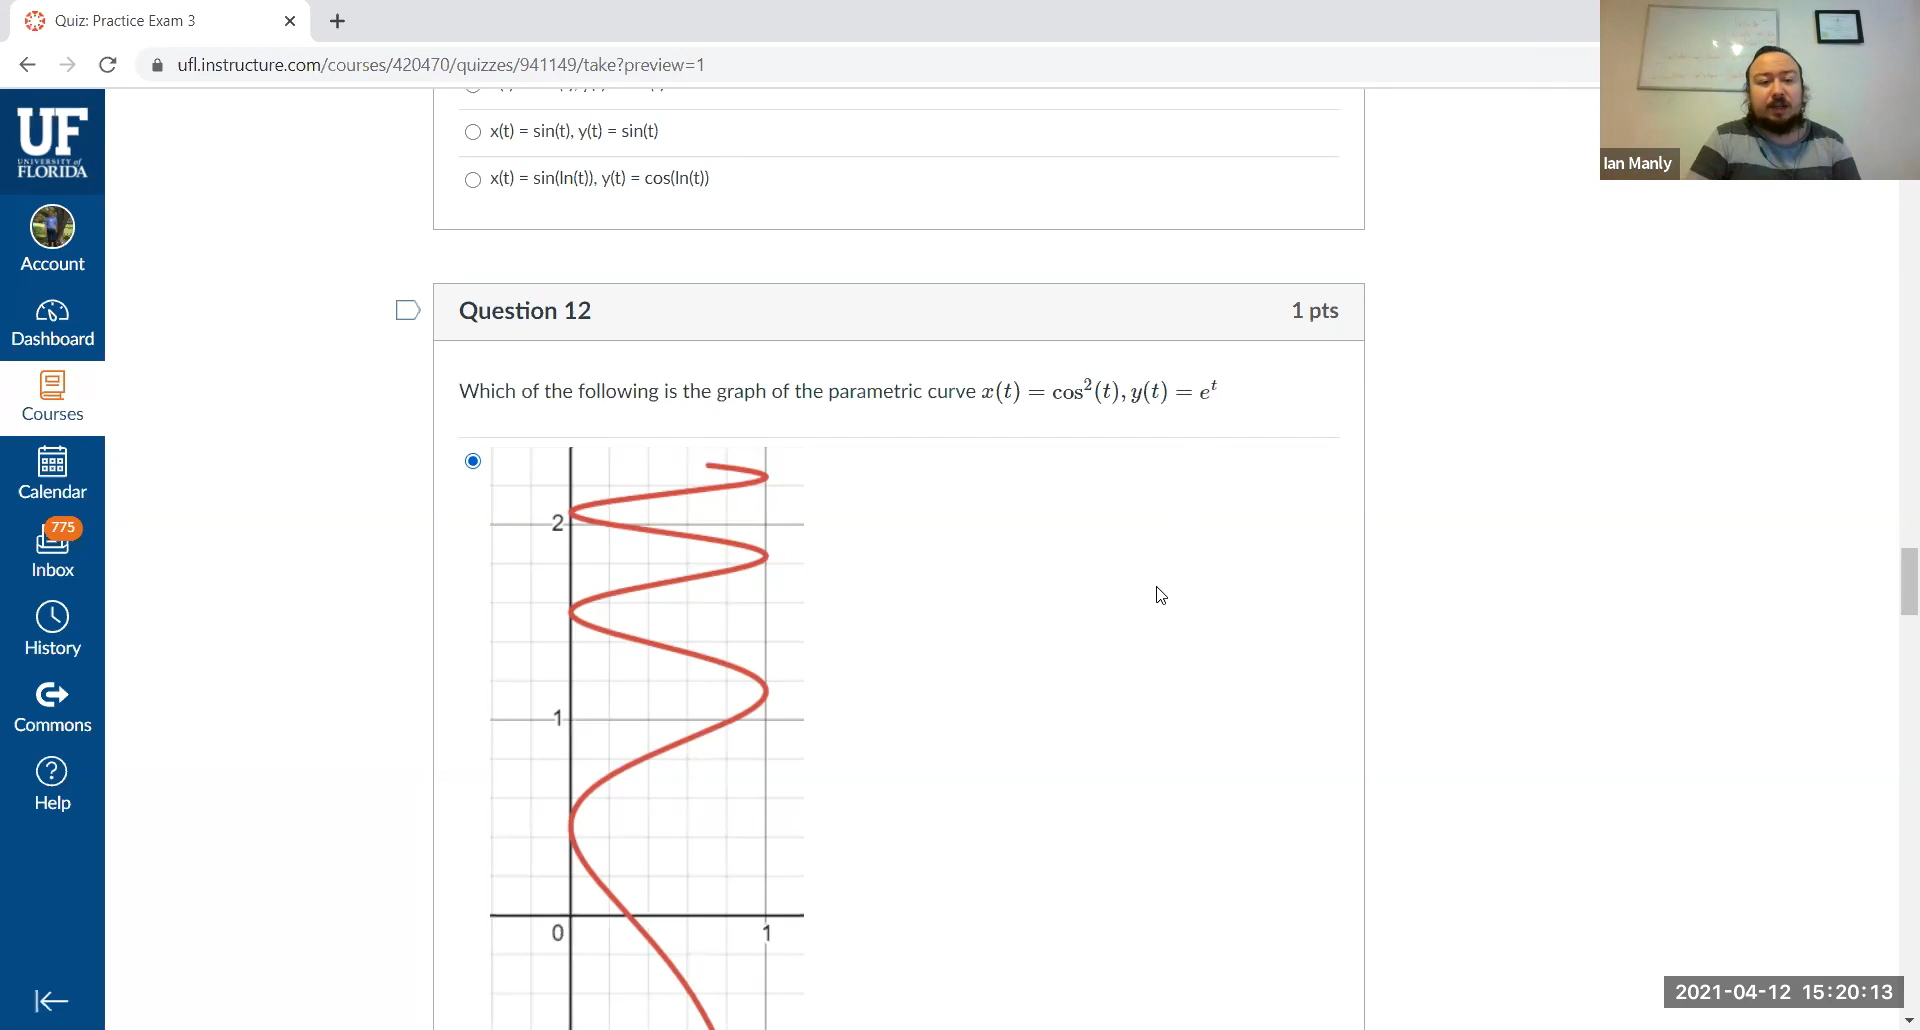 Quiz: Practice Exam 3
ufl.instructure.com/courses/420470/quizzes/941149/take?preview=1
Ian Manly
UF
UNIVERSITY of
FLORIDA
Account
Dashboard
Courses
Calendar
775
Inbox
History
Commons
Help
x(t) = sin(t), y(t) = sin(t)
x(t) = sin(ln(t)), y(t) = cos(ln(t))
Question 12
1 pts
Which of the following is the graph of the parametric curve x(t) = cos²(t), y(t) = eᵗ
2
1
0
1
2021-04-12 15:20:13